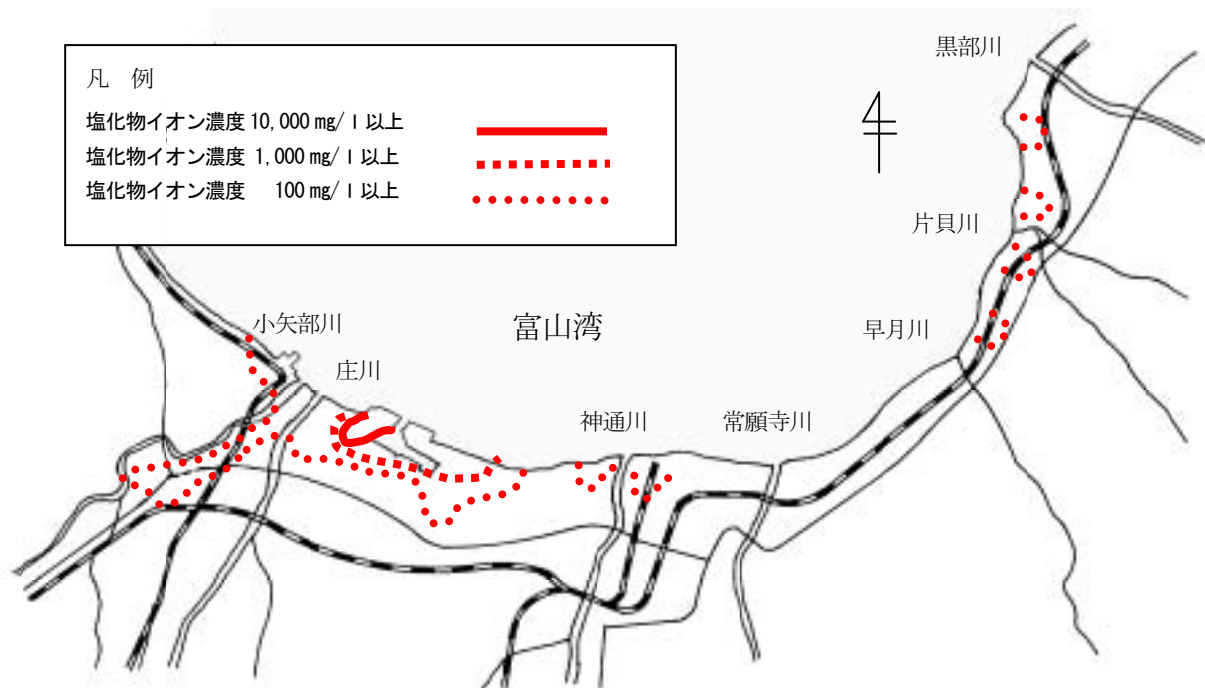 凡 例
塩化物イオン濃度 10,000 mg/l 以上
塩化物イオン濃度 1,000 mg/l 以上
塩化物イオン濃度 100 mg/l 以上
黒部川
片貝川
早月川
富山湾
小矢部川
庄川
神通川
常願寺川